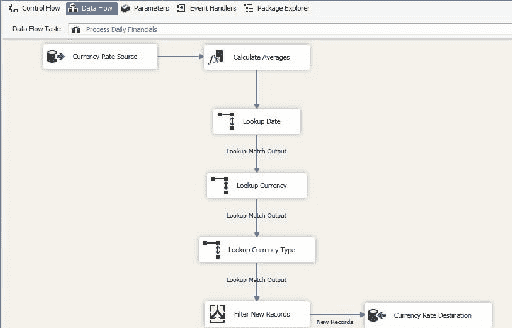 Control Flow Data Flow Parameters Event Handlers Package Explorer
Data Flow Task: Process Daily Financials
Currency Rate Source Calculate Averages
Lookup Date
Lookup Match Output
Lookup Currency
Lookup Match Output
Lookup Currency Type
Lookup Match Output
Filter New Records Currency Rate Destination
New Records